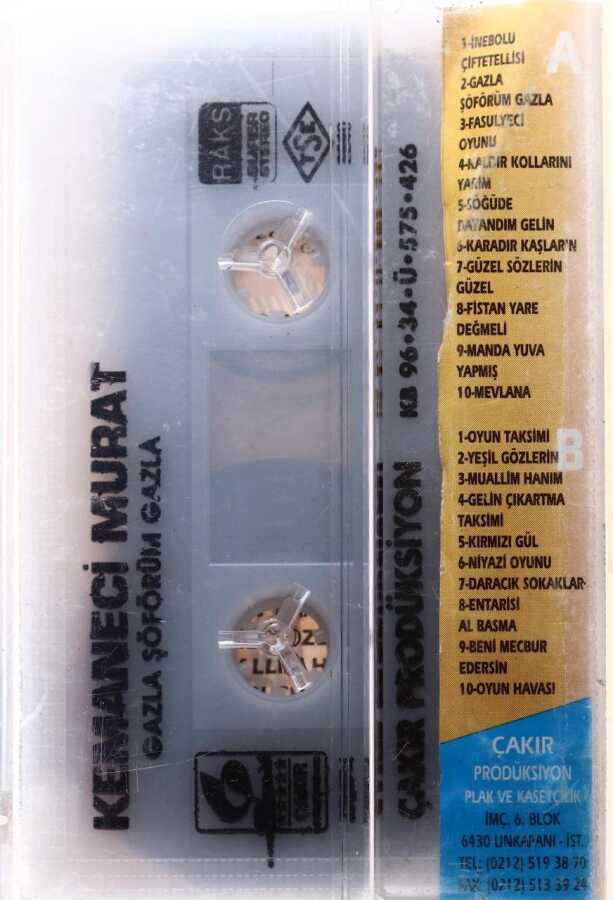 KEMANECİ MURAT
GAZLA ŞÖFÖRÜM GAZLA
RAKS
SUPER
STEREO
TSE
ÇAKIR
ÇAKIR PRODÜKSİYON KB 96•34•Ü•575•426
A
1-İNEBOLU
ÇİFTETELLİSİ
2-GAZLA
ŞÖFÖRÜM GAZLA
3-FASULYECİ
OYUNU
4-KALDIR KOLLARINI
YARİM
5-SÖĞÜDE
DAYANDIM GELİN
6-KARADIR KAŞLAR'N
7-GÜZEL SÖZLERİN
GÜZEL
8-FİSTAN YARE
DEĞMELİ
9-MANDA YUVA
YAPMIŞ
10-MEVLANA
B
1-OYUN TAKSİMİ
2-YEŞİL GÖZLERİN
3-MUALLİM HANIM
4-GELİN ÇIKARTMA
TAKSİMİ
5-KIRMIZI GÜL
6-NİYAZİ OYUNU
7-DARACIK SOKAKLAR
8-ENTARİSİ
AL BASMA
9-BENİ MECBUR
EDERSİN
10-OYUN HAVASI
ÇAKIR
PRODÜKSİYON
PLAK VE KASETÇİLİK
İMÇ. 6. BLOK
6430 UNKAPANI - İST.
TEL: (0212) 519 38 70
FAX: (0212) 513 39 24